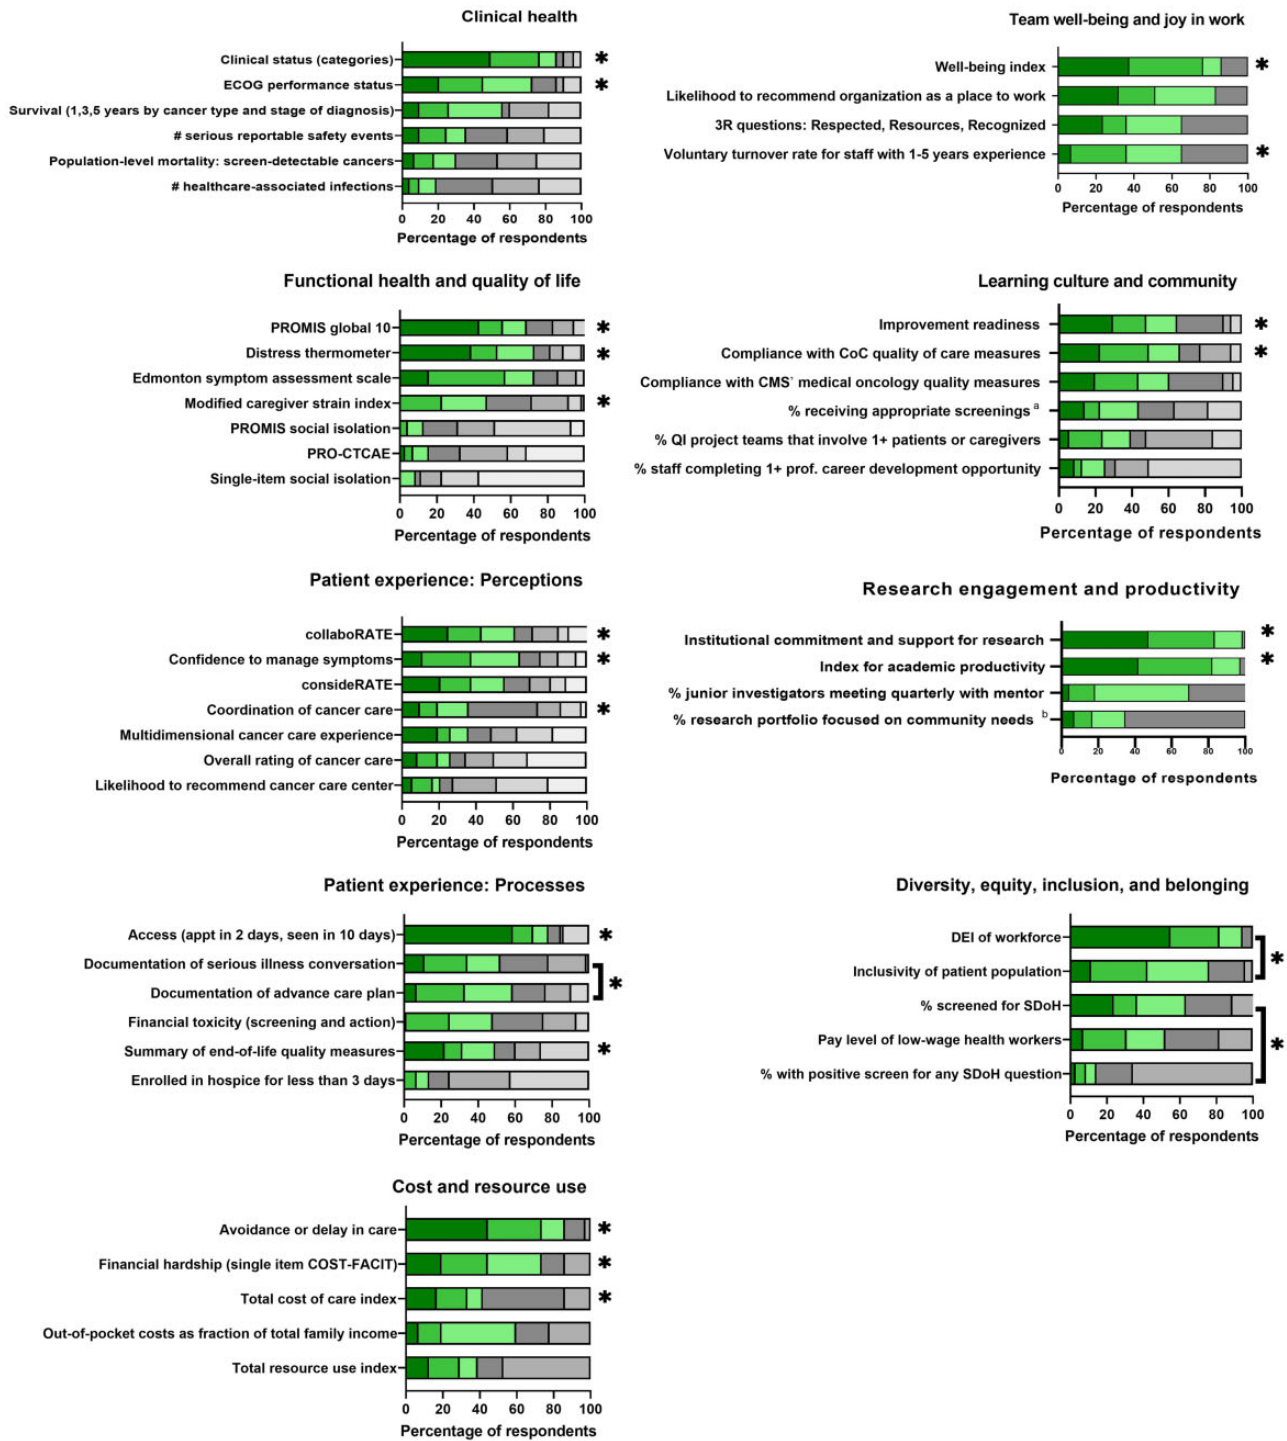 Clinical health
Clinical status (categories)
*
ECOG performance status
*
Survival (1,3,5 years by cancer type and stage of diagnosis)
# serious reportable safety events
Population-level mortality: screen-detectable cancers
# healthcare-associated infections
0 20 40 60 80 100
Percentage of respondents
Functional health and quality of life
PROMIS global 10
*
Distress thermometer
*
Edmonton symptom assessment scale
Modified caregiver strain index
*
PROMIS social isolation
PRO-CTCAE
Single-item social isolation
0 20 40 60 80 100
Percentage of respondents
Patient experience: Perceptions
collaboRATE
*
Confidence to manage symptoms
*
consideRATE
Coordination of cancer care
*
Multidimensional cancer care experience
Overall rating of cancer care
Likelihood to recommend cancer care center
0 20 40 60 80 100
Percentage of respondents
Patient experience: Processes
Access (appt in 2 days, seen in 10 days)
*
Documentation of serious illness conversation
*
Documentation of advance care plan
Financial toxicity (screening and action)
Summary of end-of-life quality measures
*
Enrolled in hospice for less than 3 days
0 20 40 60 80 100
Percentage of respondents
Cost and resource use
Avoidance or delay in care
*
Financial hardship (single item COST-FACIT)
*
Total cost of care index
*
Out-of-pocket costs as fraction of total family income
Total resource use index
0 20 40 60 80 100
Percentage of respondents
Team well-being and joy in work
Well-being index
*
Likelihood to recommend organization as a place to work
3R questions: Respected, Resources, Recognized
Voluntary turnover rate for staff with 1-5 years experience
*
0 20 40 60 80 100
Percentage of respondents
Learning culture and community
Improvement readiness
*
Compliance with CoC quality of care measures
*
Compliance with CMS' medical oncology quality measures
% receiving appropriate screenings a
% QI project teams that involve 1+ patients or caregivers
% staff completing 1+ prof. career development opportunity
0 20 40 60 80 100
Percentage of respondents
Research engagement and productivity
Institutional commitment and support for research
*
Index for academic productivity
*
% junior investigators meeting quarterly with mentor
% research portfolio focused on community needs b
0 20 40 60 80 100
Percentage of respondents
Diversity, equity, inclusion, and belonging
DEI of workforce
*
Inclusivity of patient population
% screened for SDoH
Pay level of low-wage health workers
*
% with positive screen for any SDoH question
0 20 40 60 80 100
Percentage of respondents